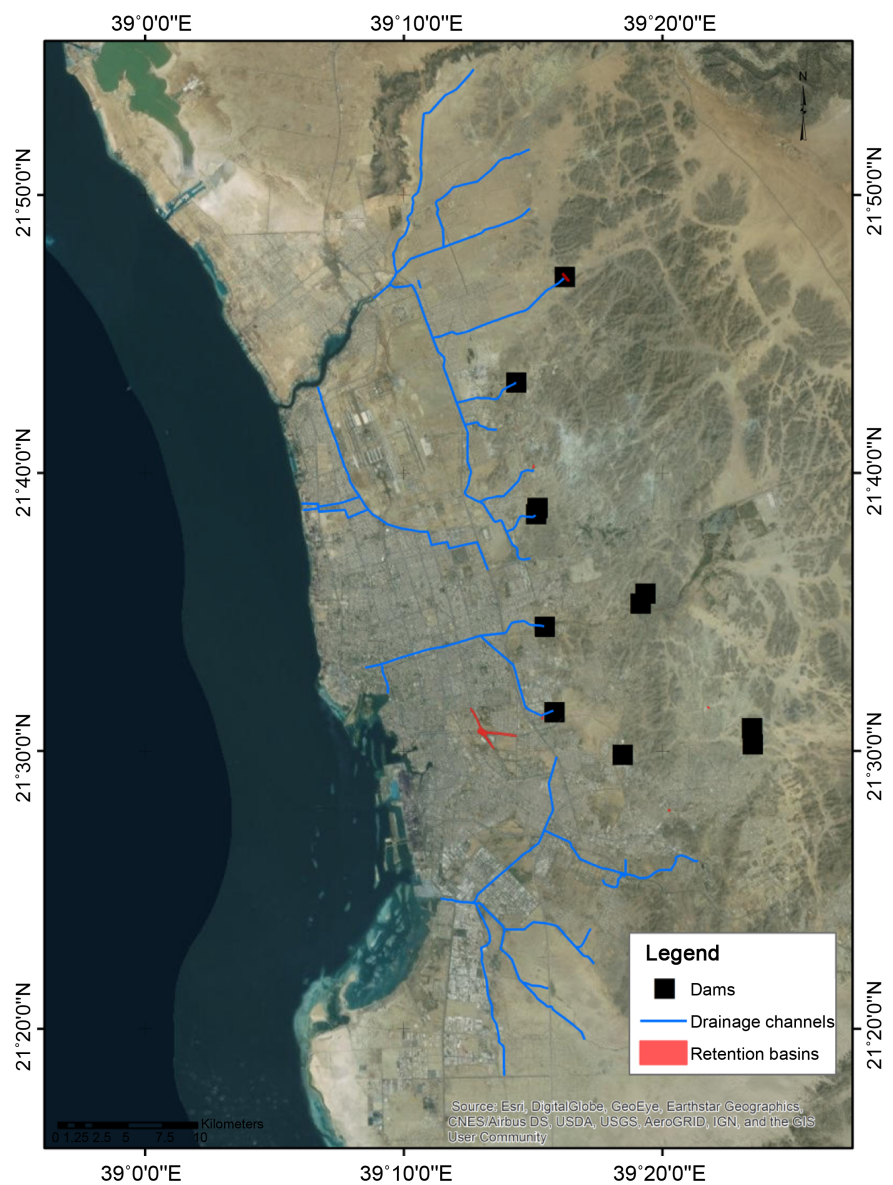 39°0'0"E 39°10'0"E 39°20'0"E
N
21°50'0"N 21°50'0"N
21°40'0"N 21°40'0"N
21°30'0"N 21°30'0"N
21°20'0"N 21°20'0"N
Legend
Dams
Drainage channels
Retention basins
Source: Esri, DigitalGlobe, GeoEye, Earthstar Geographics,
CNES/Airbus DS, USDA, USGS, AeroGRID, IGN, and the GIS
User Community
Kilometers
0 1.25 2.5 5 7.5 10
39°0'0"E 39°10'0"E 39°20'0"E